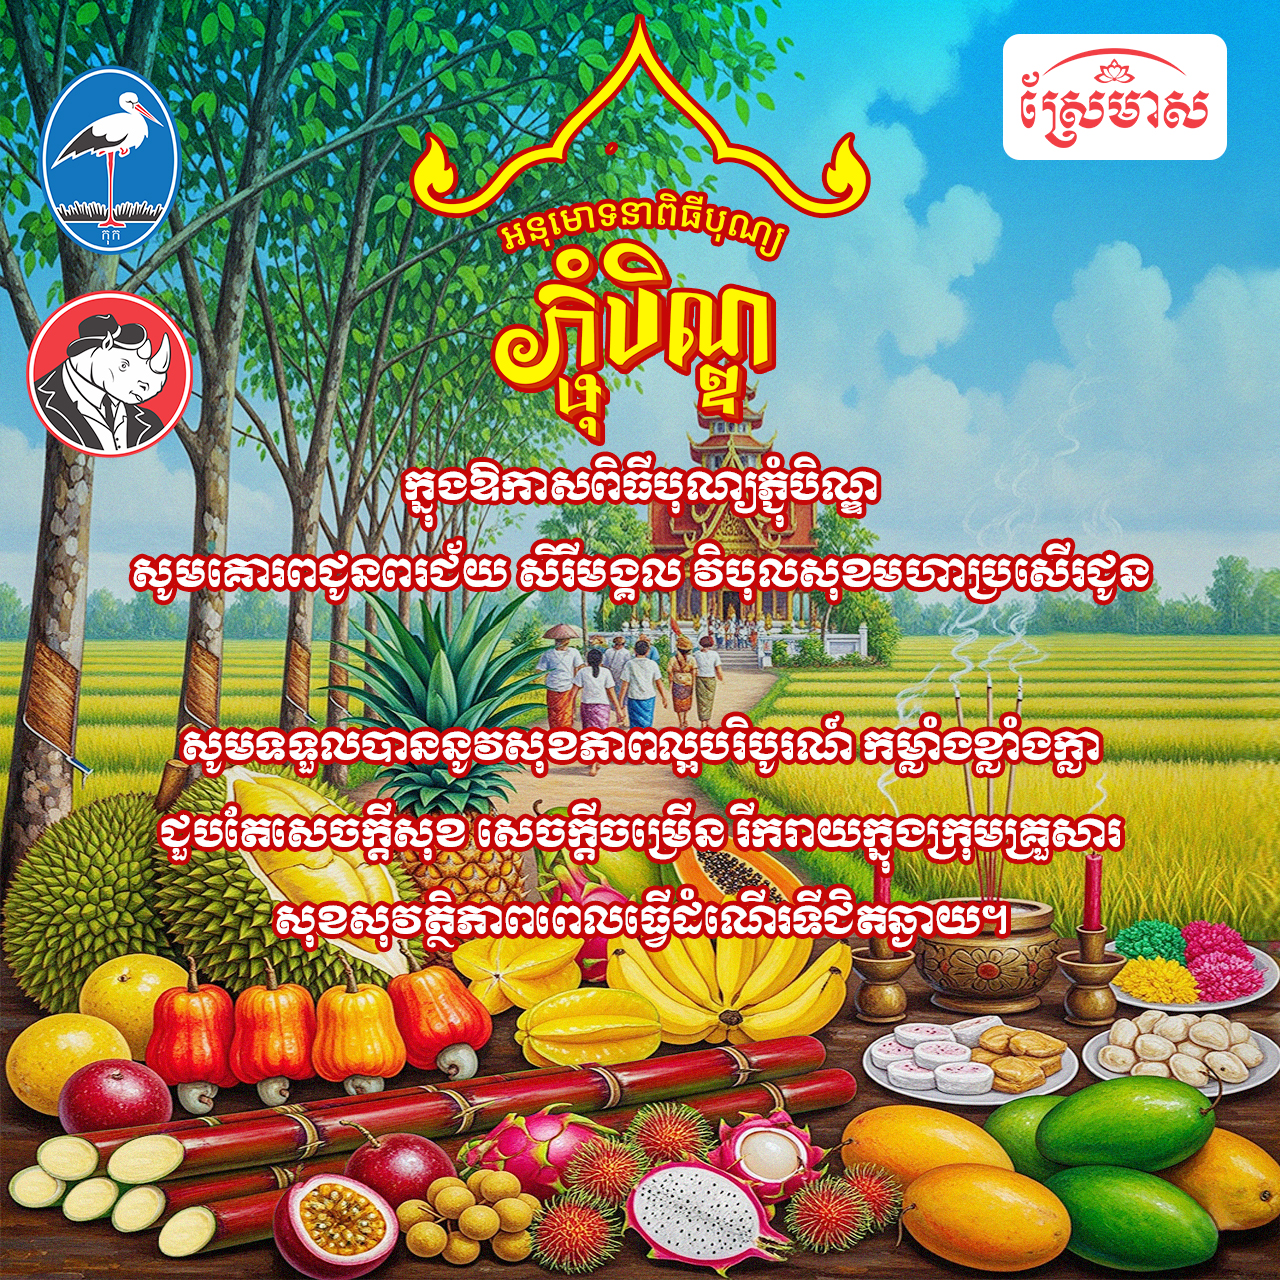 កុក
ស្រែមាស
អនុមោទនាពិធីបុណ្យ
ភ្ជុំបិណ្ឌ
ក្នុងឱកាសពិធីបុណ្យភ្ជុំបិណ្ឌ
សូមគោរពជូនពរជ័យ សិរីមង្គល វិបុលសុខមហាប្រសើរជូន
សូមទទួលបាននូវសុខភាពល្អបរិបូរណ៍ កម្លាំងខ្លាំងក្លា
ជួបតែសេចក្ដីសុខ សេចក្ដីចម្រើន រីករាយក្នុងក្រុមគ្រួសារ
សុខសុវត្ថិភាពពេលធ្វើដំណើរទីជិតឆ្ងាយ។